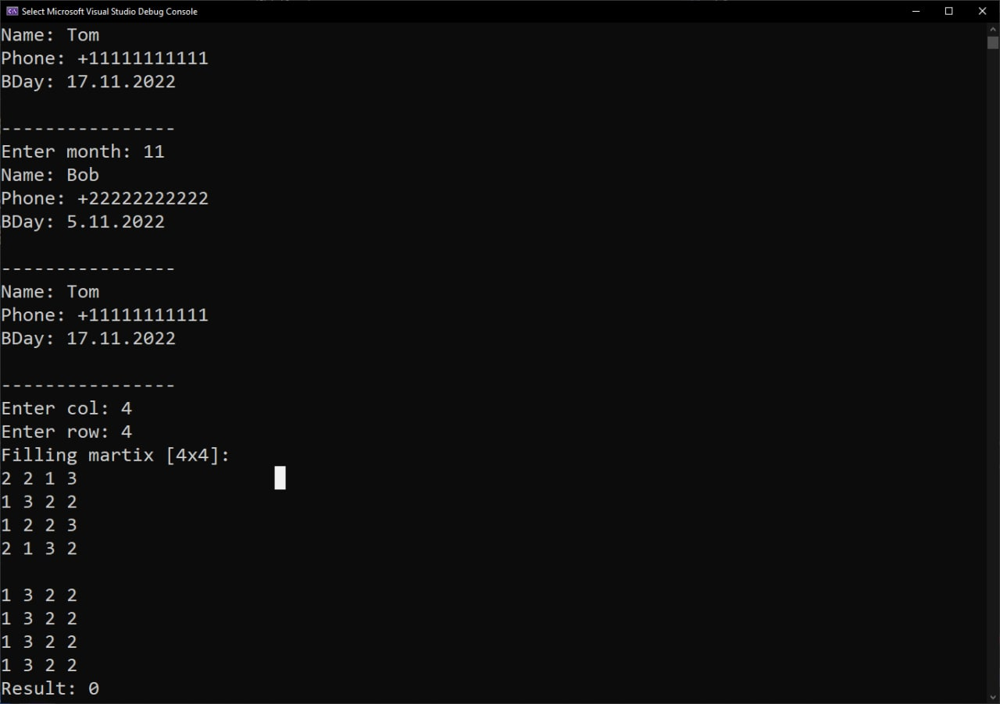 Select Microsoft Visual Studio Debug Console
Name: Tom
Phone: +11111111111
BDay: 17.11.2022
----------------
Enter month: 11
Name: Bob
Phone: +22222222222
BDay: 5.11.2022
----------------
Name: Tom
Phone: +11111111111
BDay: 17.11.2022
----------------
Enter col: 4
Enter row: 4
Filling martix [4x4]:
2 2 1 3
1 3 2 2
1 2 2 3
2 1 3 2
1 3 2 2
1 3 2 2
1 3 2 2
1 3 2 2
Result: 0